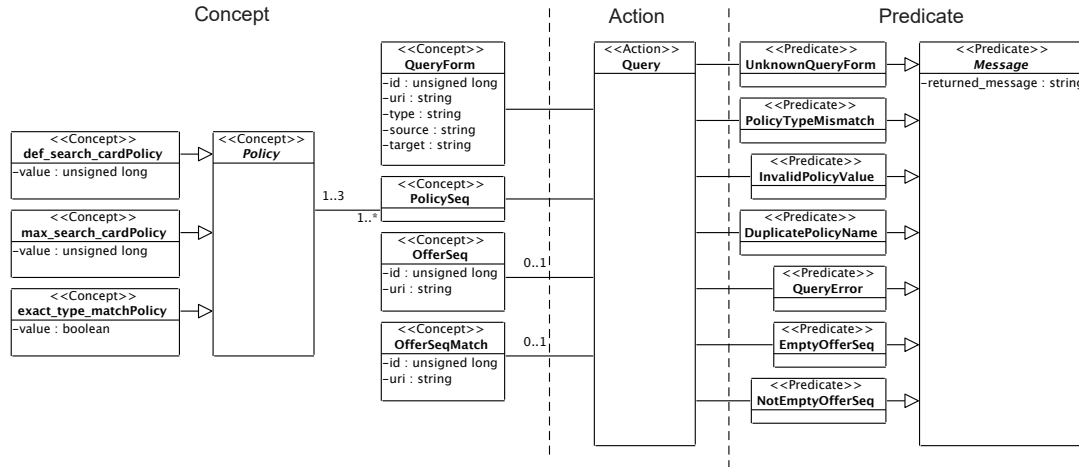 Concept
Action
Predicate
<<Concept>>
QueryForm
-id : unsigned long
-uri : string
-type : string
-source : string
-target : string
<<Action>>
Query
<<Predicate>>
UnknownQueryForm
<<Predicate>>
Message
-returned_message : string
<<Predicate>>
PolicyTypeMismatch
<<Concept>>
def_search_cardPolicy
-value : unsigned long
<<Concept>>
Policy
<<Predicate>>
InvalidPolicyValue
1..3
1..*
<<Concept>>
PolicySeq
<<Concept>>
max_search_cardPolicy
-value : unsigned long
<<Predicate>>
DuplicatePolicyName
<<Concept>>
OfferSeq
-id : unsigned long
-uri : string
0..1
<<Predicate>>
QueryError
<<Concept>>
exact_type_matchPolicy
-value : boolean
<<Concept>>
OfferSeqMatch
-id : unsigned long
-uri : string
0..1
<<Predicate>>
EmptyOfferSeq
<<Predicate>>
NotEmptyOfferSeq